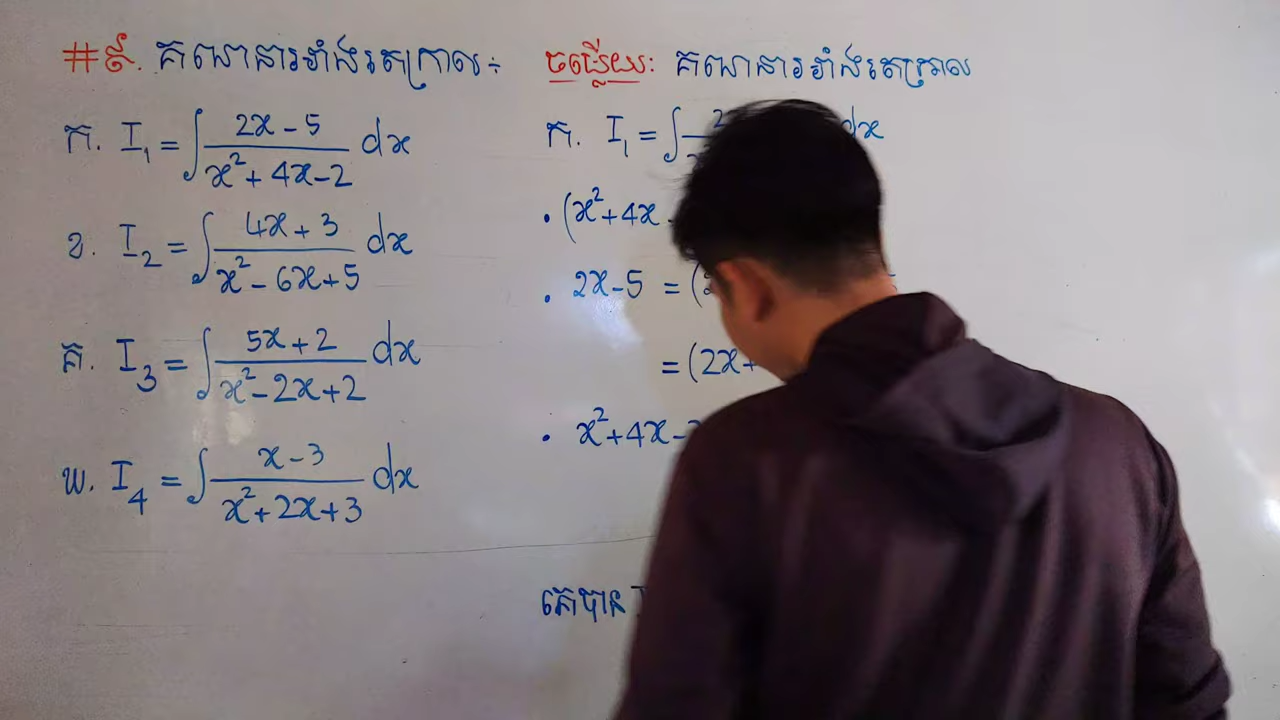 #៩. គណនាអាំងតេក្រាល៖
ក. I₁ = ∫ (2x - 5)/(x² + 4x - 2) dx
ខ. I₂ = ∫ (4x + 3)/(x² - 6x + 5) dx
គ. I₃ = ∫ (5x + 2)/(x² - 2x + 2) dx
ឃ. I₄ = ∫ (x - 3)/(x² + 2x + 3) dx
ចម្លើយ: គណនាអាំងតេក្រាល
ក. I₁ = ∫ dx
• (x² + 4x
• 2x - 5 = (
= (2x +
• x² + 4x -
គេបាន